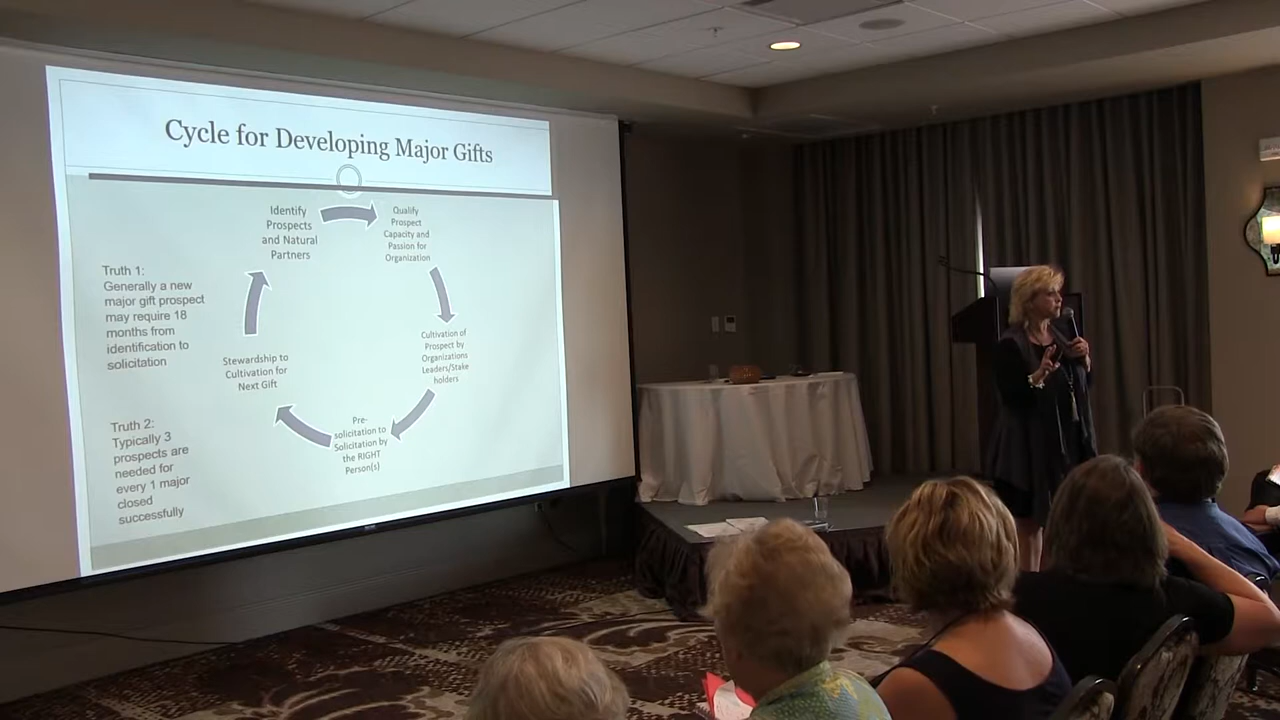 Cycle for Developing Major Gifts
Identify
Prospects
and Natural
Partners
Qualify
Prospect
Capacity and
Passion for
Organization
Cultivation of
Prospect by
Organizations
Leaders/Stake
holders
Pre-
solicitation to
Solicitation by
the RIGHT
Person(s)
Stewardship to
Cultivation for
Next Gift
Truth 1:
Generally a new
major gift prospect
may require 18
months from
identification to
solicitation
Truth 2:
Typically 3
prospects are
needed for
every 1 major
closed
successfully